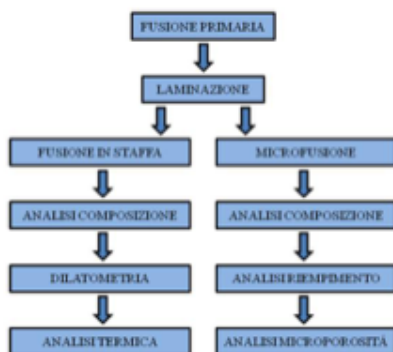 FUSIONE PRIMARIA
LAMINAZIONE
FUSIONE IN STAFFA
MICROFUSIONE
ANALISI COMPOSIZIONE
ANALISI COMPOSIZIONE
DILATOMETRIA
ANALISI RIEMPIMENTO
ANALISI TERMICA
ANALISI MICROPOROSITÀ